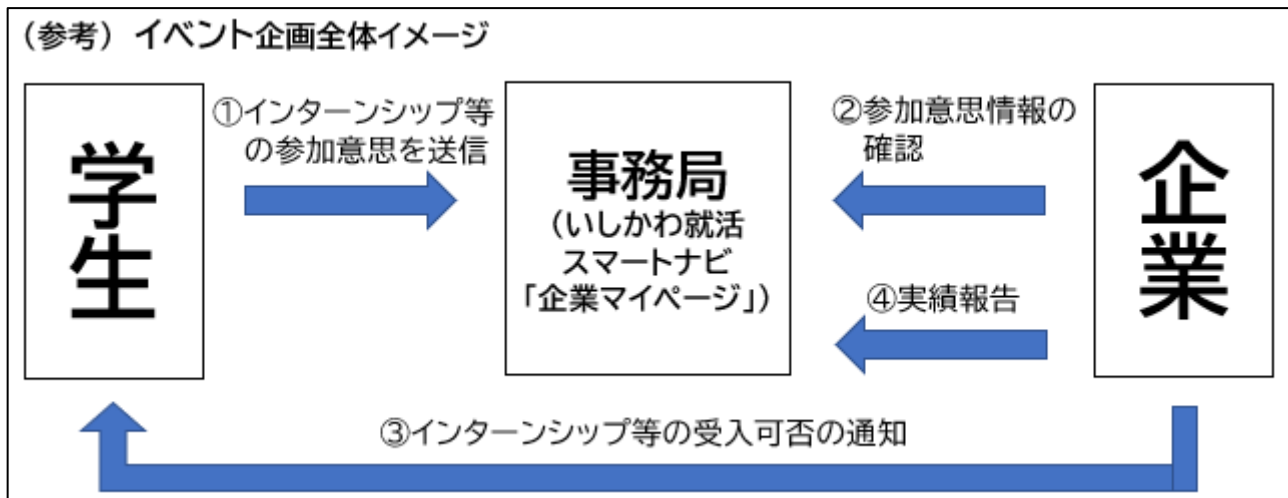 (参考) イベント企画全体イメージ
学生
①インターンシップ等
の参加意思を送信
事務局
(いしかわ就活
スマートナビ
「企業マイページ」)
②参加意思情報の
確認
④実績報告
企業
③インターンシップ等の受入可否の通知